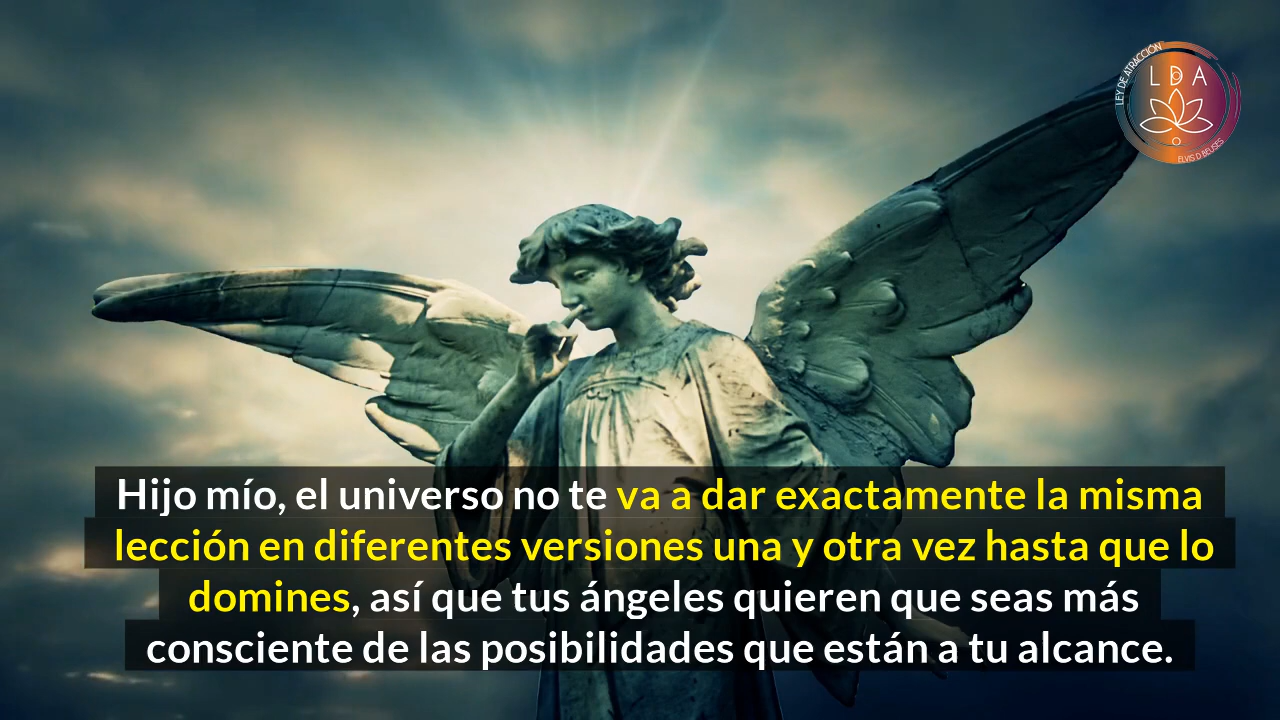 LEY DE ATRACCIÓN
L D A
ELVIS D BEUSES
Hijo mío, el universo no te va a dar exactamente la misma
lección en diferentes versiones una y otra vez hasta que lo
domines, así que tus ángeles quieren que seas más
consciente de las posibilidades que están a tu alcance.